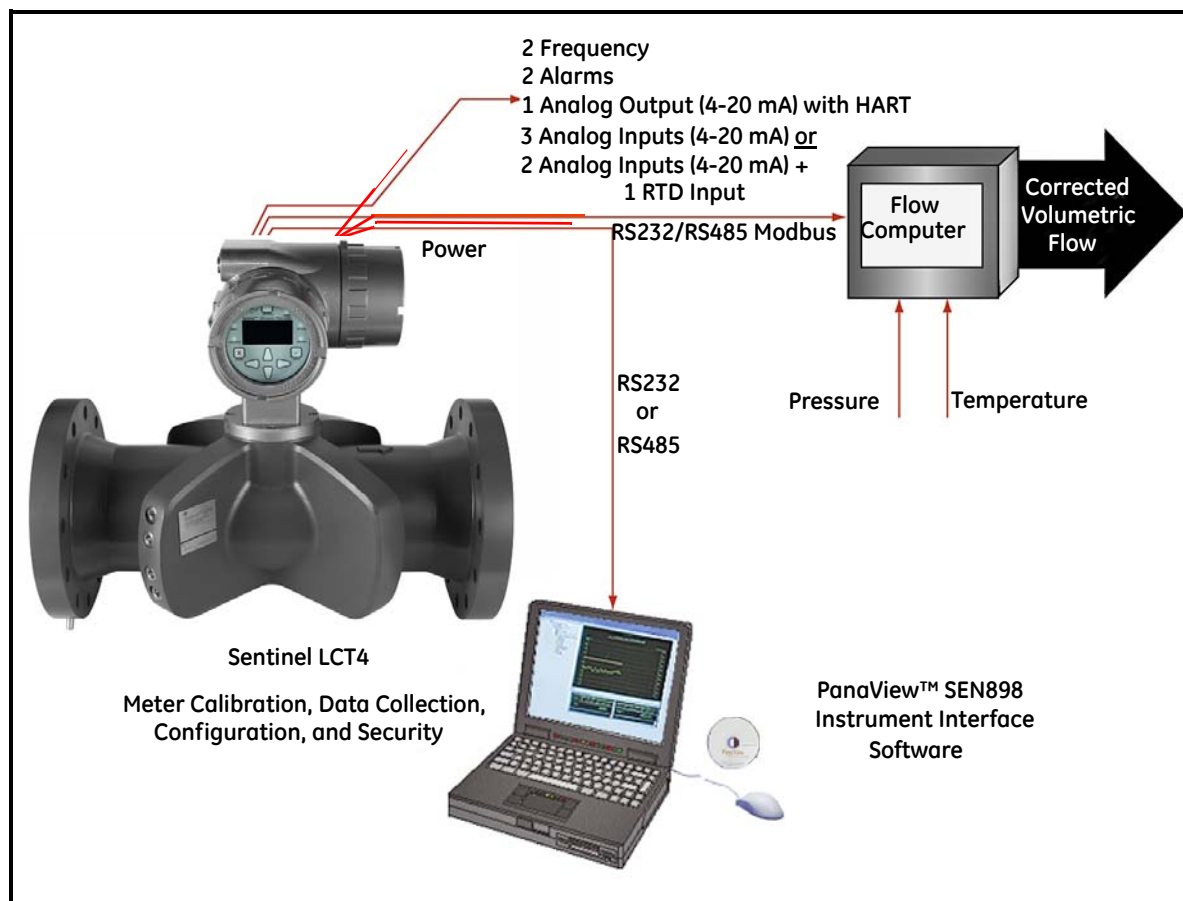 2 Frequency
2 Alarms
1 Analog Output (4-20 mA) with HART
3 Analog Inputs (4-20 mA) or
2 Analog Inputs (4-20 mA) +
1 RTD Input
RS232/RS485 Modbus
Power
Flow
Computer
Corrected
Volumetric
Flow
Pressure
Temperature
RS232
or
RS485
Sentinel LCT4
Meter Calibration, Data Collection,
Configuration, and Security
PanaView™ SEN898
Instrument Interface
Software